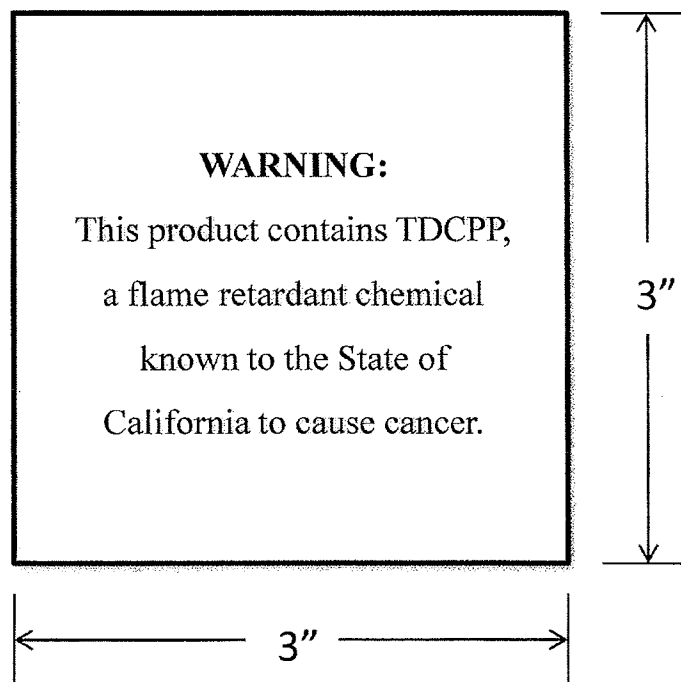 WARNING:
This product contains TDCPP,
a flame retardant chemical
known to the State of
California to cause cancer.
3″
3″